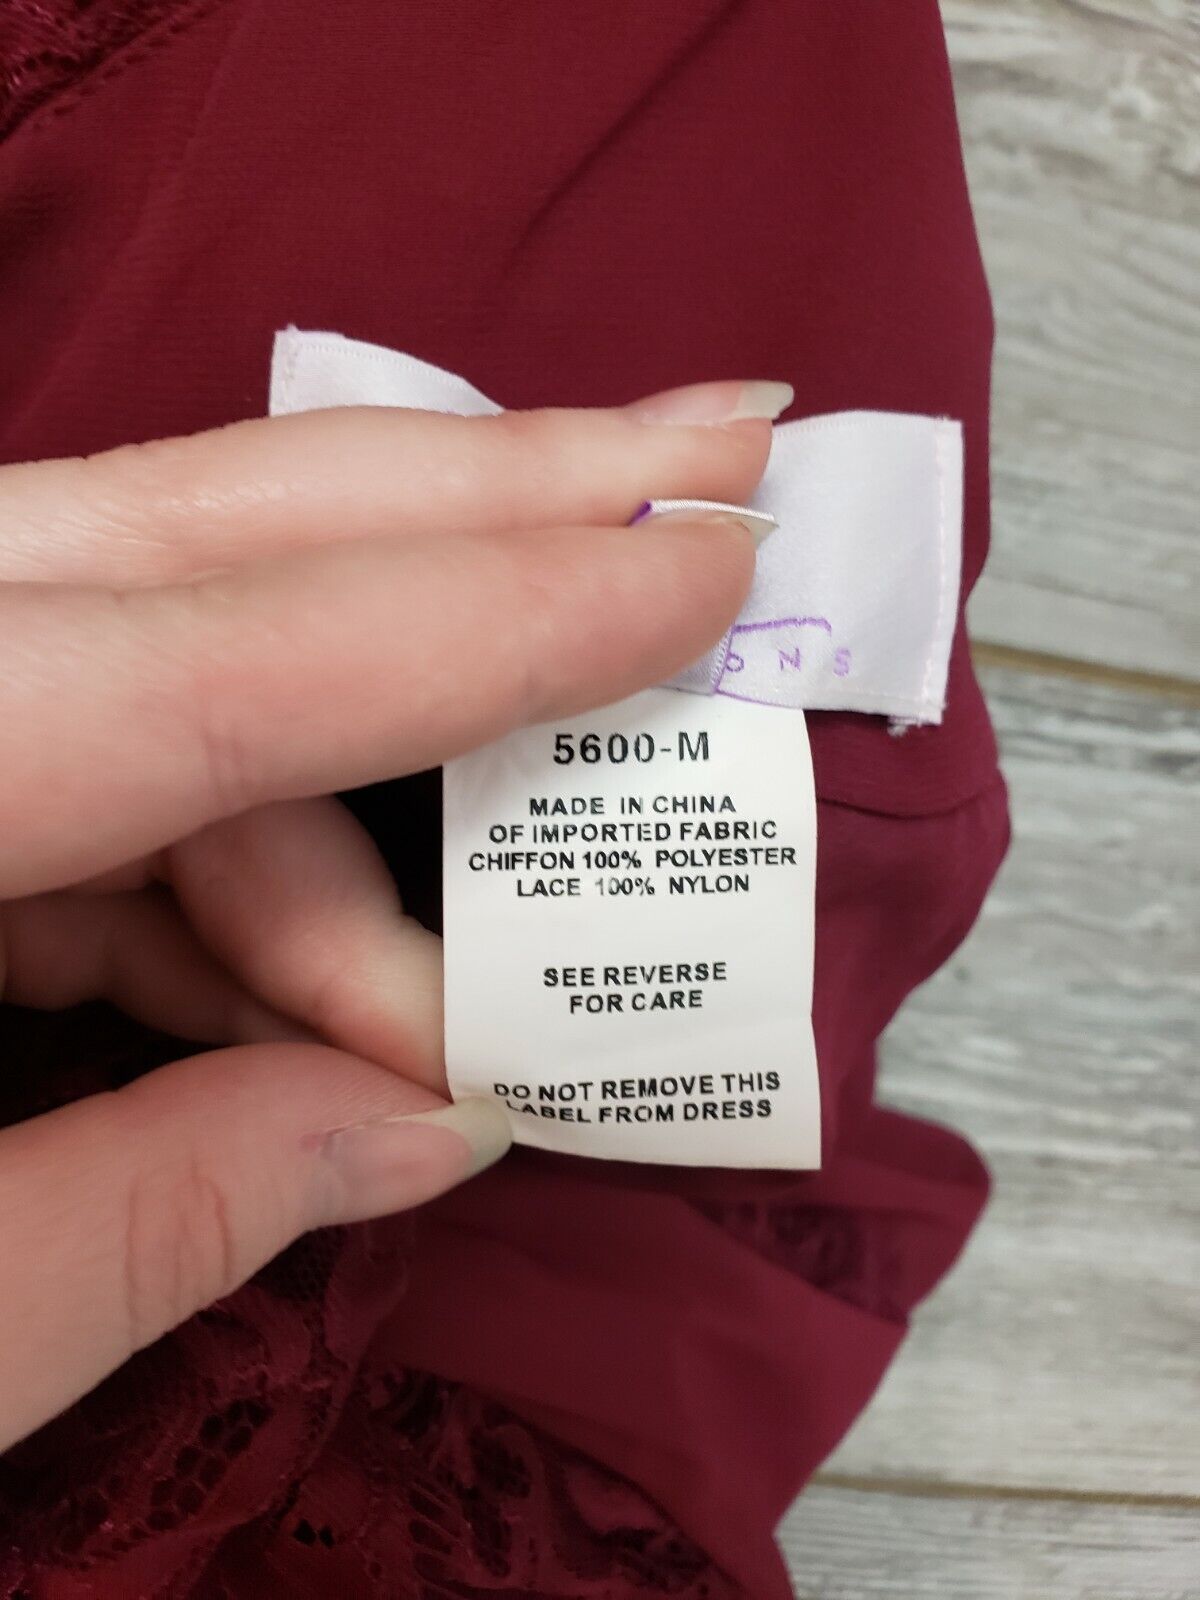 O N S
5600-M
MADE IN CHINA
OF IMPORTED FABRIC
CHIFFON 100% POLYESTER
LACE 100% NYLON
SEE REVERSE
FOR CARE
DO NOT REMOVE THIS
LABEL FROM DRESS